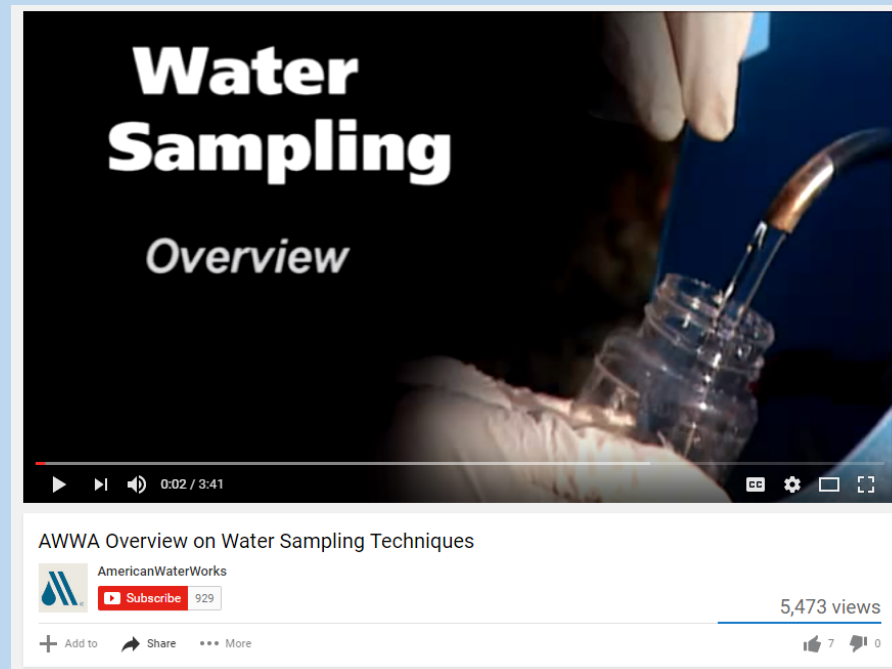 Water
Sampling
Overview
0:02 / 3:41
CC
AWWA Overview on Water Sampling Techniques
AmericanWaterWorks
Subscribe 929
5,473 views
Add to Share More 7 0